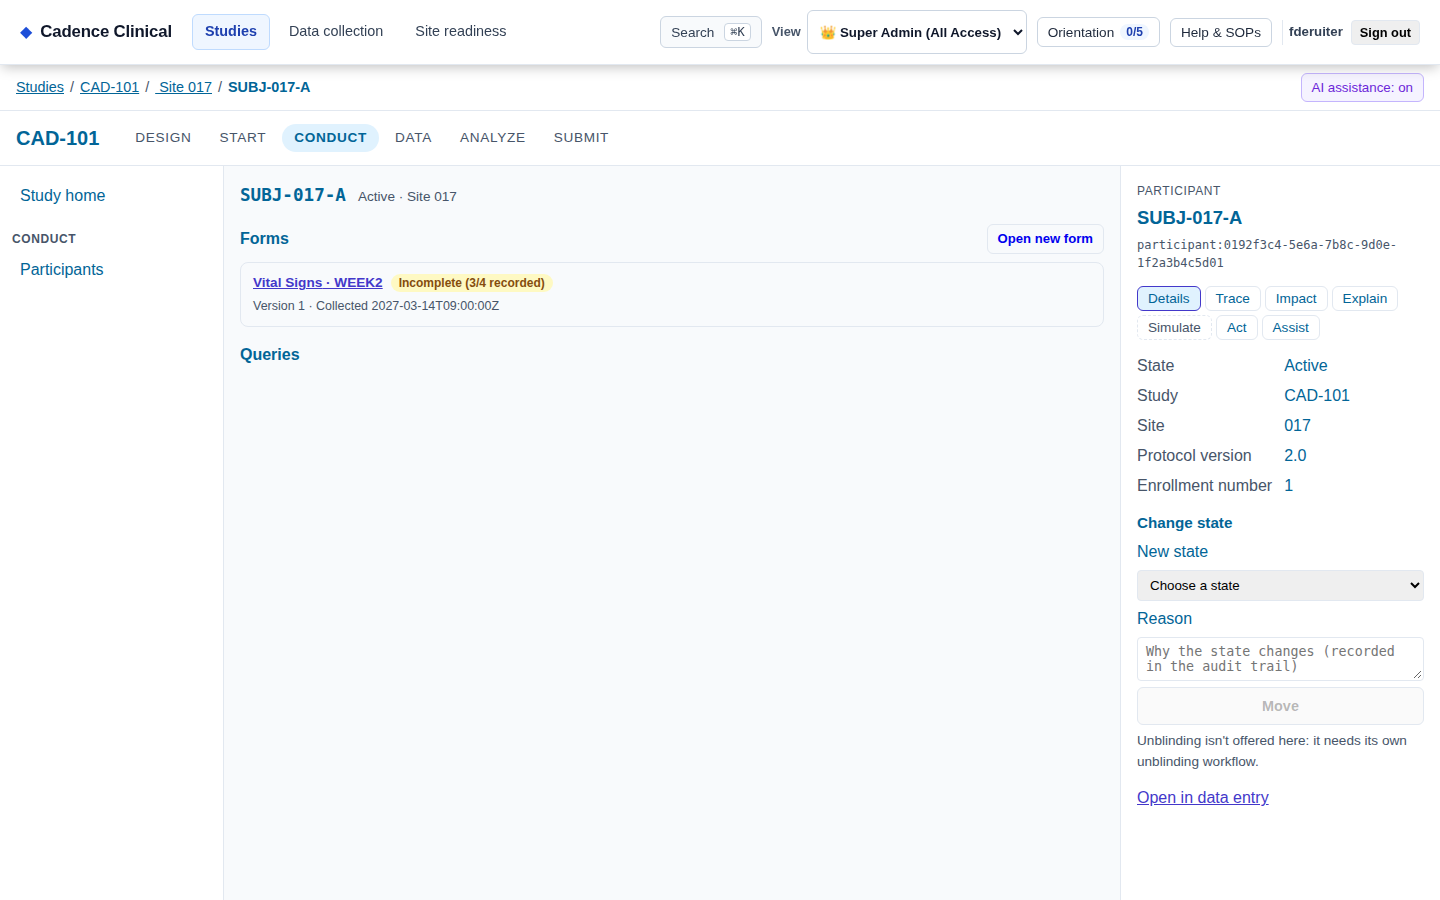 ◆ Cadence Clinical Studies Data collection Site readiness Search ⌘K View 👑 Super Admin (All Access) Orientation 0/5 Help & SOPs fderuiter Sign out
Studies / CAD-101 / Site 017 / SUBJ-017-A AI assistance: on
CAD-101 DESIGN START CONDUCT DATA ANALYZE SUBMIT
Study home
CONDUCT
Participants
SUBJ-017-A Active · Site 017
Forms Open new form
Vital Signs · WEEK2 Incomplete (3/4 recorded)
Version 1 · Collected 2027-03-14T09:00:00Z
Queries
PARTICIPANT
SUBJ-017-A
participant:0192f3c4-5e6a-7b8c-9d0e-
1f2a3b4c5d01
Details Trace Impact Explain
Simulate Act Assist
State Active
Study CAD-101
Site 017
Protocol version 2.0
Enrollment number 1
Change state
New state
Choose a state
Reason
Why the state changes (recorded
in the audit trail)
Move
Unblinding isn't offered here: it needs its own
unblinding workflow.
Open in data entry